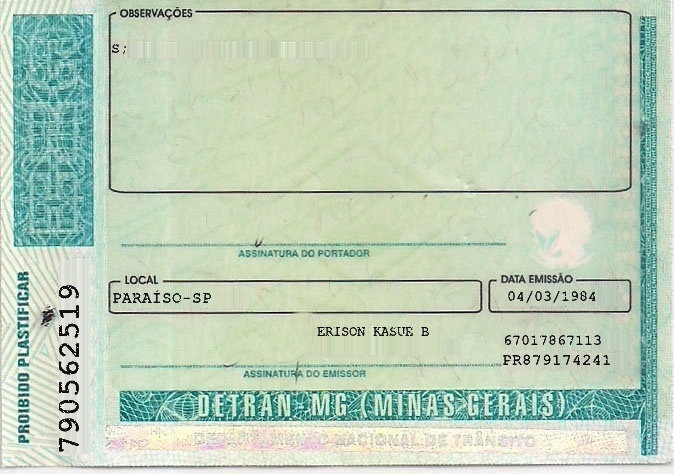 OBSERVAÇÕES
S;
ASSINATURA DO PORTADOR
LOCAL
DATA EMISSÃO
PARAÍSO-SP
04/03/1984
ERISON KASUE B
67017867113
PR879174241
ASSINATURA DO EMISSOR
DETRAN-MG (MINAS GERAIS)
DEPARTAMENTO NACIONAL DE TRÂNSITO
PROIBIDO PLASTIFICAR
790562519